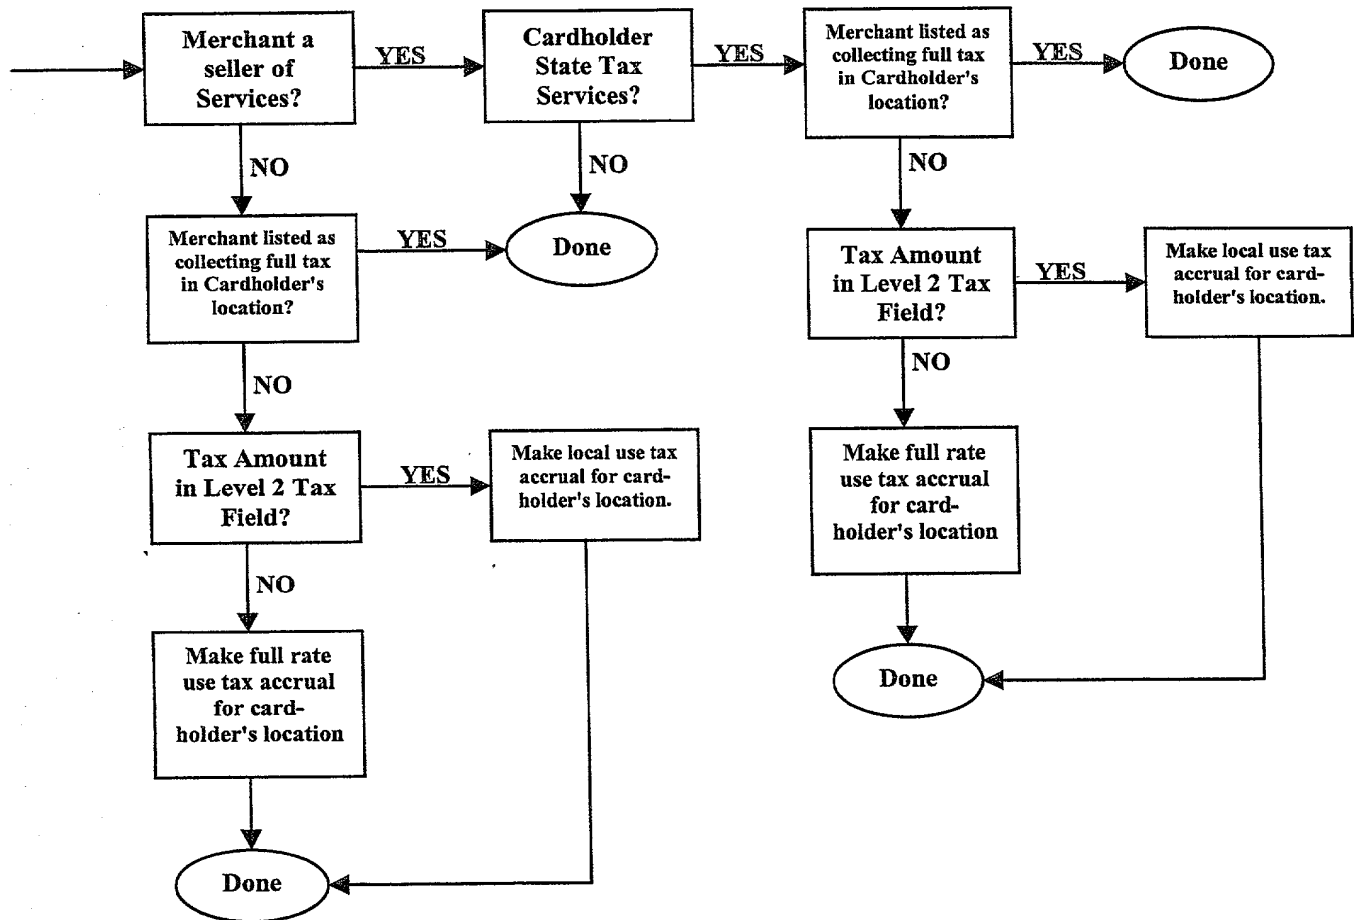 Merchant a
seller of
Services?
YES
Cardholder
State Tax
Services?
YES
Merchant listed as
collecting full tax
in Cardholder's
location?
YES
Done
NO
NO
NO
Merchant listed as
collecting full tax
in Cardholder's
location?
YES
Done
Tax Amount
in Level 2 Tax
Field?
YES
Make local use tax
accrual for card-
holder's location.
NO
NO
Tax Amount
in Level 2 Tax
Field?
YES
Make local use tax
accrual for card-
holder's location.
Make full rate
use tax accrual
for card-
holder's location
NO
Make full rate
use tax accrual
for card-
holder's location
Done
Done